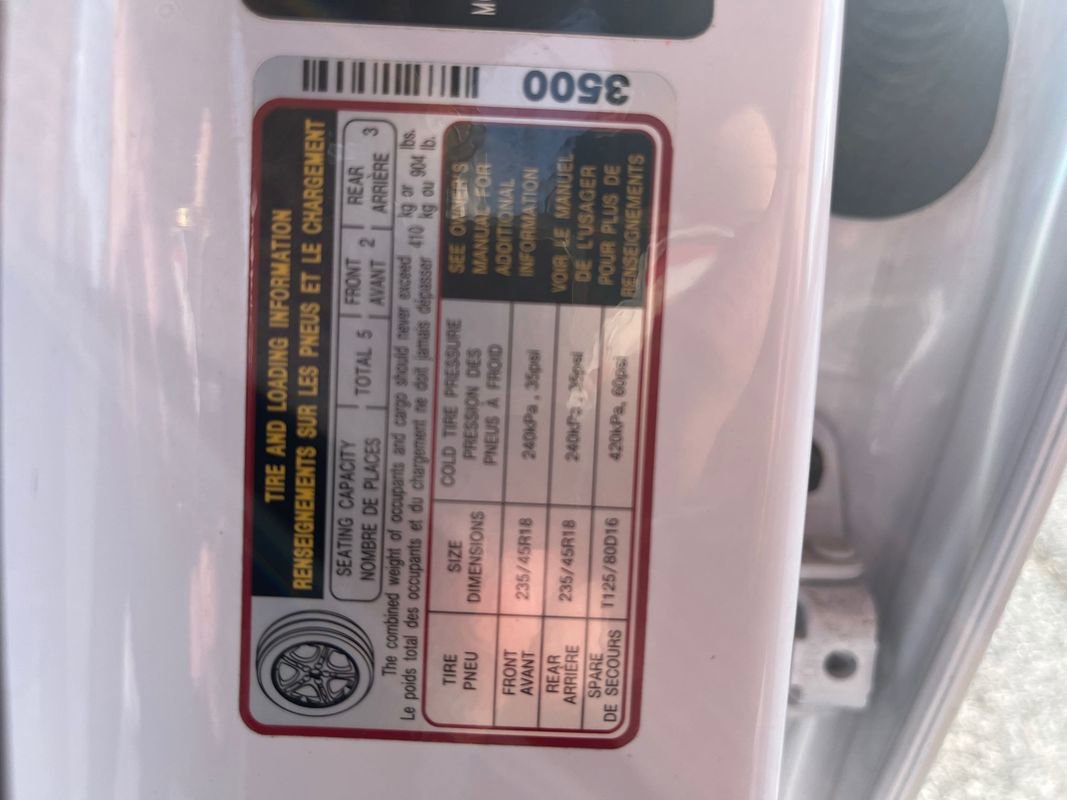 3500
TIRE AND LOADING INFORMATION
RENSEIGNEMENTS SUR LES PNEUS ET LE CHARGEMENT
SEATING CAPACITY
NOMBRE DE PLACES
TOTAL 5
FRONT
AVANT 2
REAR
ARRIÈRE 3
The combined weight of occupants and cargo should never exceed 410 kg or 904 lbs.
Le poids total des occupants et du chargement ne doit jamais dépasser kg ou lb.
TIRE
PNEU
SIZE
DIMENSIONS
COLD TIRE PRESSURE
PRESSION DES
PNEUS À FROID
FRONT
AVANT
235/45R18
240kPa, 35psi
REAR
ARRIÈRE
235/45R18
240kPa, 35psi
SPARE
DE SECOURS
T125/80D16
420kPa, 60psi
SEE OWNER'S
MANUAL FOR
ADDITIONAL
INFORMATION
VOIR LE MANUEL
DE L'USAGER
POUR PLUS DE
RENSEIGNEMENTS